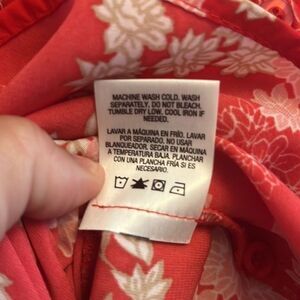 MACHINE WASH COLD. WASH
SEPARATELY, DO NOT BLEACH.
TUMBLE DRY LOW. COOL IRON IF
NEEDED.
LAVAR A MÁQUINA EN FRÍO. LAVAR
POR SEPARADO, NO USAR
BLANQUEADOR. SECAR EN MÁQUINA
A TEMPERATURA BAJA. PLANCHAR
CON UNA PLANCHA FRÍA SI ES
NECESARIO.